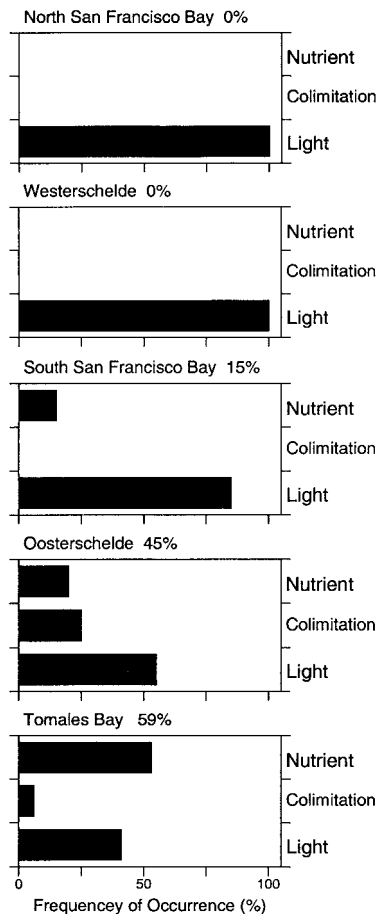 North San Francisco Bay 0%
Nutrient
Colimitation
Light
Westerschelde 0%
Nutrient
Colimitation
Light
South San Francisco Bay 15%
Nutrient
Colimitation
Light
Oosterschelde 45%
Nutrient
Colimitation
Light
Tomales Bay 59%
Nutrient
Colimitation
Light
0 50 100
Frequencey of Occurrence (%)